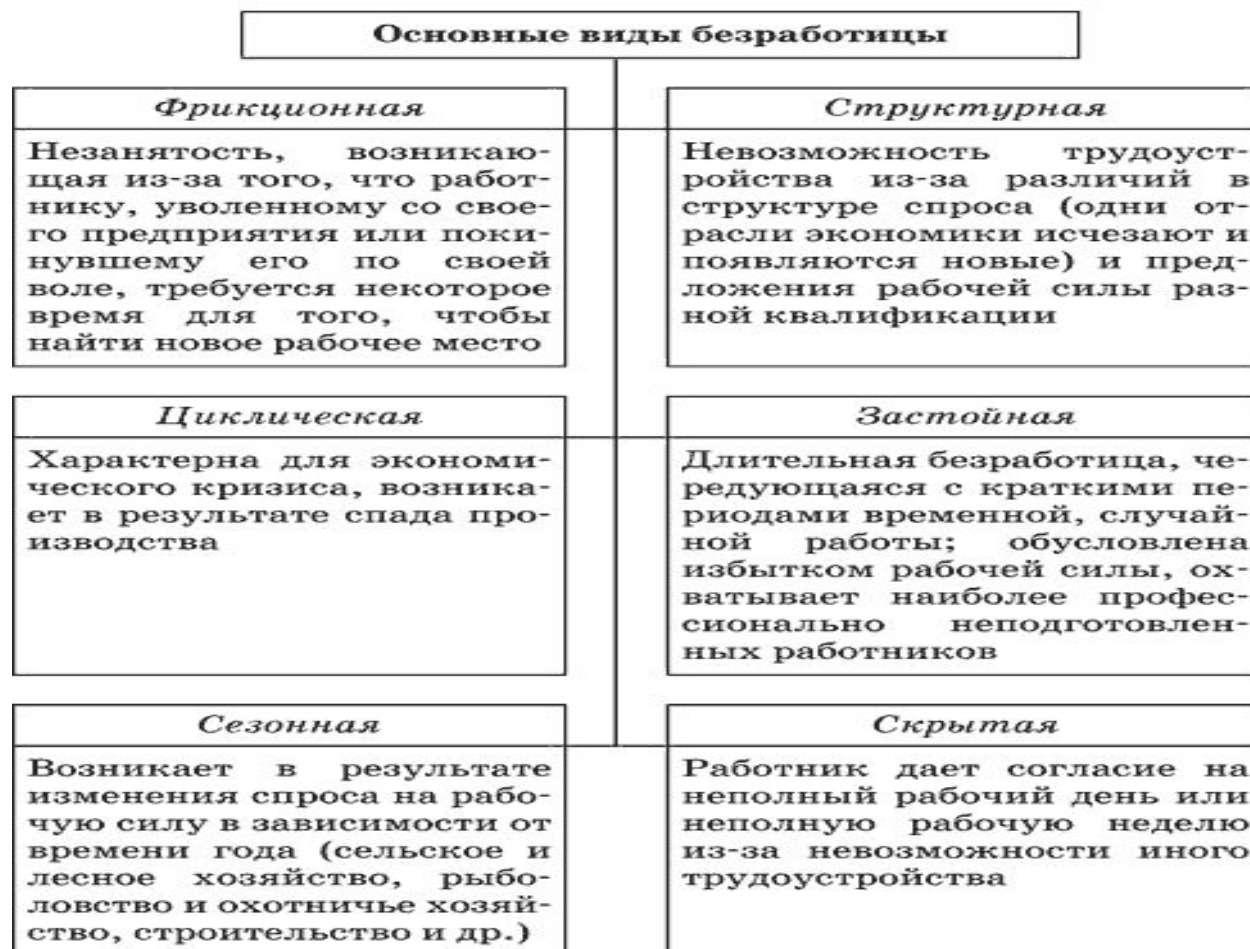 Основные виды безработицы
Фрикционная
Незанятость, возникаю-
щая из-за того, что работ-
нику, уволенному со свое-
го предприятия или поки-
нувшему его по своей
воле, требуется некоторое
время для того, чтобы
найти новое рабочее место
Структурная
Невозможность трудоуст-
ройства из-за различий в
структуре спроса (одни от-
расли экономики исчезают и
появляются новые) и пред-
ложения рабочей силы раз-
ной квалификации
Циклическая
Характерна для экономи-
ческого кризиса, возника-
ет в результате спада про-
изводства
Застойная
Длительная безработица, че-
редующаяся с краткими пе-
риодами временной, случай-
ной работы; обусловлена
избытком рабочей силы, ох-
ватывает наиболее профес-
сионально неподготовлен-
ных работников
Сезонная
Возникает в результате
изменения спроса на рабо-
чую силу в зависимости от
времени года (сельское и
лесное хозяйство, рыбо-
ловство и охотничье хозяй-
ство, строительство и др.)
Скрытая
Работник дает согласие на
неполный рабочий день или
неполную рабочую неделю
из-за невозможности иного
трудоустройства